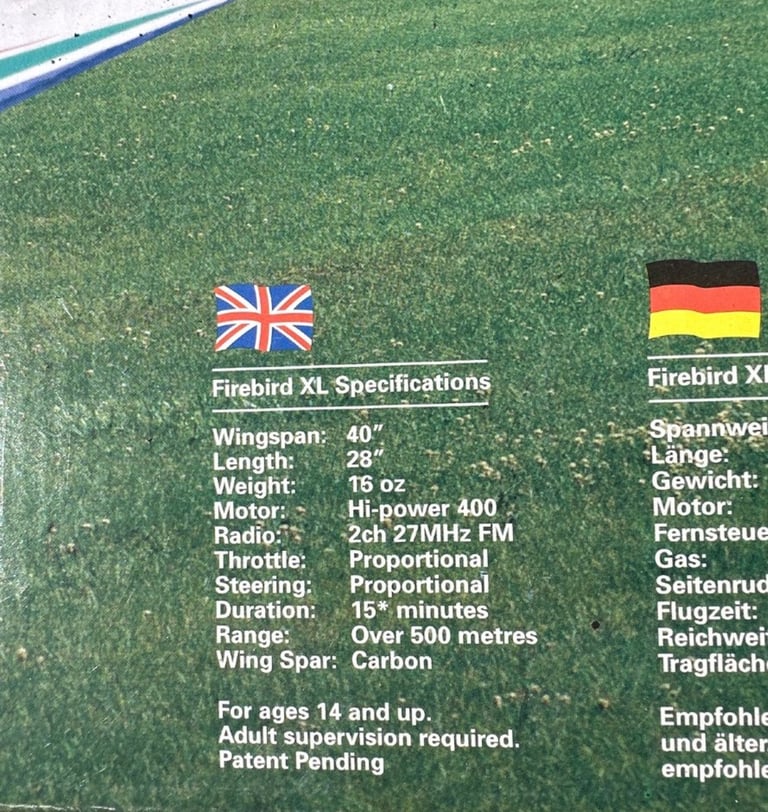 Firebird XL Specifications
Wingspan: 40″
Length: 28″
Weight: 16 oz
Motor: Hi-power 400
Radio: 2ch 27MHz FM
Throttle: Proportional
Steering: Proportional
Duration: 15* minutes
Range: Over 500 metres
Wing Spar: Carbon
For ages 14 and up.
Adult supervision required.
Patent Pending
Firebird XL
Länge:
Gewicht:
Motor:
Gas:
Flugzeit:
und älter